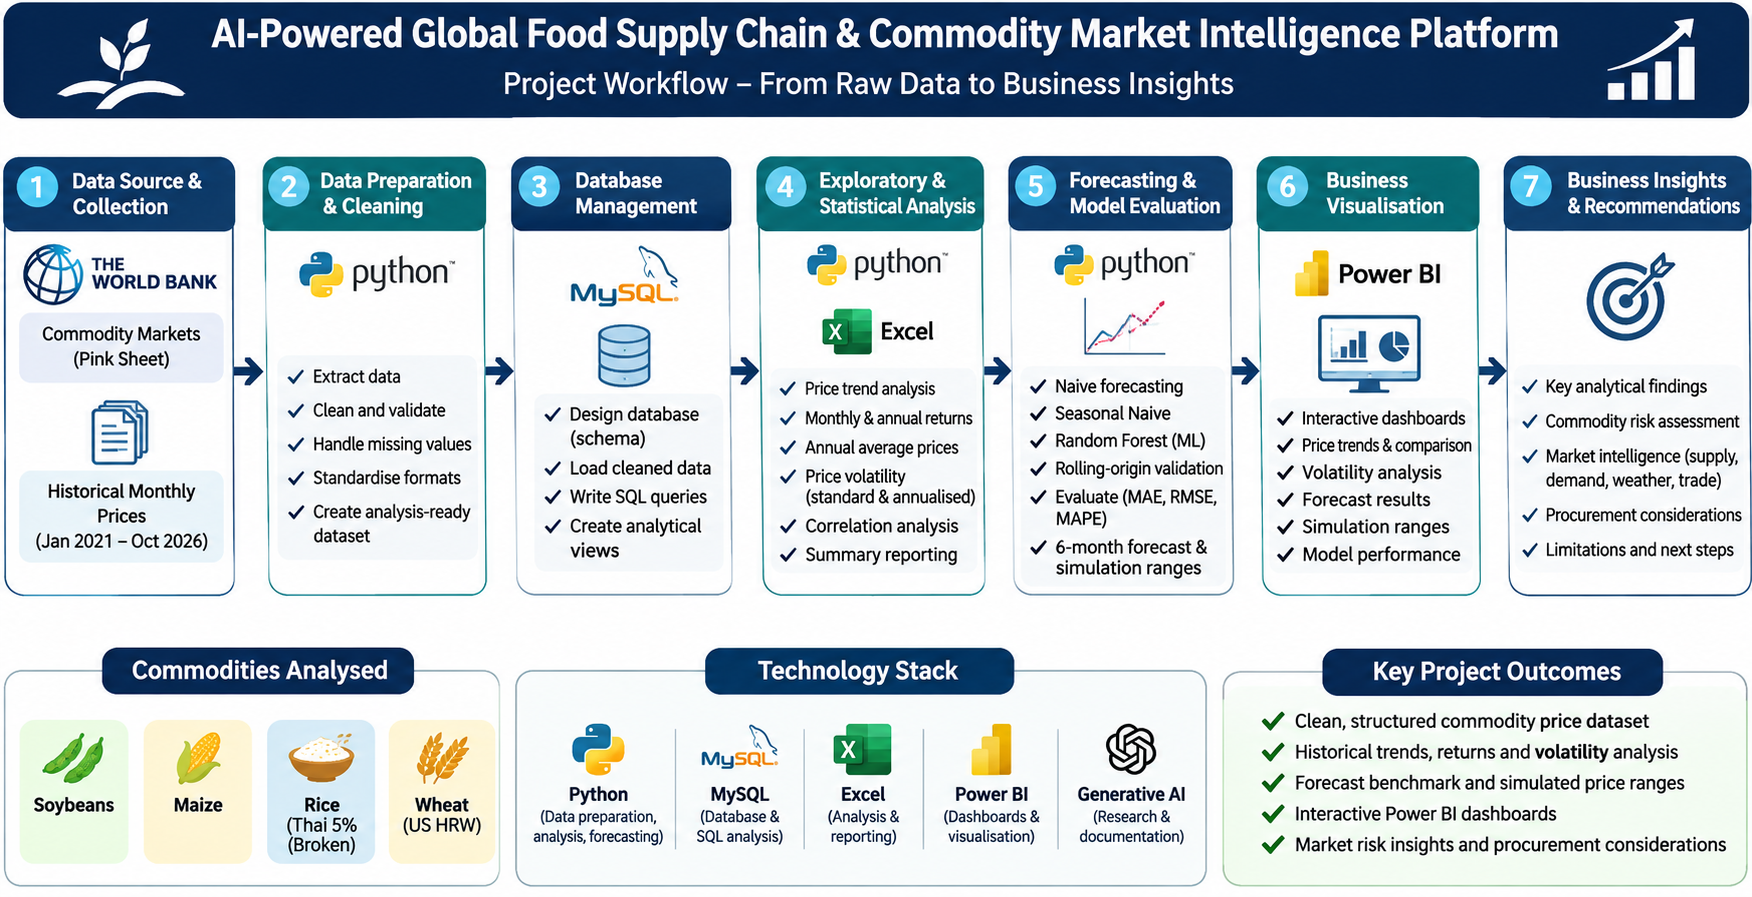 AI-Powered Global Food Supply Chain & Commodity Market Intelligence Platform
Project Workflow – From Raw Data to Business Insights
1
Data Source &
Collection
THE
WORLD BANK
Commodity Markets
(Pink Sheet)
Historical Monthly
Prices
(Jan 2021 – Oct 2026)
2
Data Preparation
& Cleaning
python™
Extract data
Clean and validate
Handle missing values
Standardise formats
Create analysis-ready
dataset
3
Database
Management
MySQL®
Design database
(schema)
Load cleaned data
Write SQL queries
Create analytical
views
4
Exploratory &
Statistical Analysis
python™
X
Excel
Price trend analysis
Monthly & annual returns
Annual average prices
Price volatility
(standard & annualised)
Correlation analysis
Summary reporting
5
Forecasting &
Model Evaluation
python™
Naive forecasting
Seasonal Naive
Random Forest (ML)
Rolling-origin validation
Evaluate (MAE, RMSE,
MAPE)
6-month forecast &
simulation ranges
6
Business
Visualisation
Power BI
Interactive dashboards
Price trends & comparison
Volatility analysis
Forecast results
Simulation ranges
Model performance
7
Business Insights
& Recommendations
Key analytical findings
Commodity risk assessment
Market intelligence (supply,
demand, weather, trade)
Procurement considerations
Limitations and next steps
Commodities Analysed
Soybeans
Maize
Rice
(Thai 5%
(Broken)
Wheat
(US HRW)
Technology Stack
Python
(Data preparation,
analysis, forecasting)
MySQL®
MySQL
(Database &
SQL analysis)
X
Excel
(Analysis &
reporting)
Power BI
(Dashboards &
visualisation)
Generative AI
(Research &
documentation)
Key Project Outcomes
Clean, structured commodity price dataset
Historical trends, returns and volatility analysis
Forecast benchmark and simulated price ranges
Interactive Power BI dashboards
Market risk insights and procurement considerations